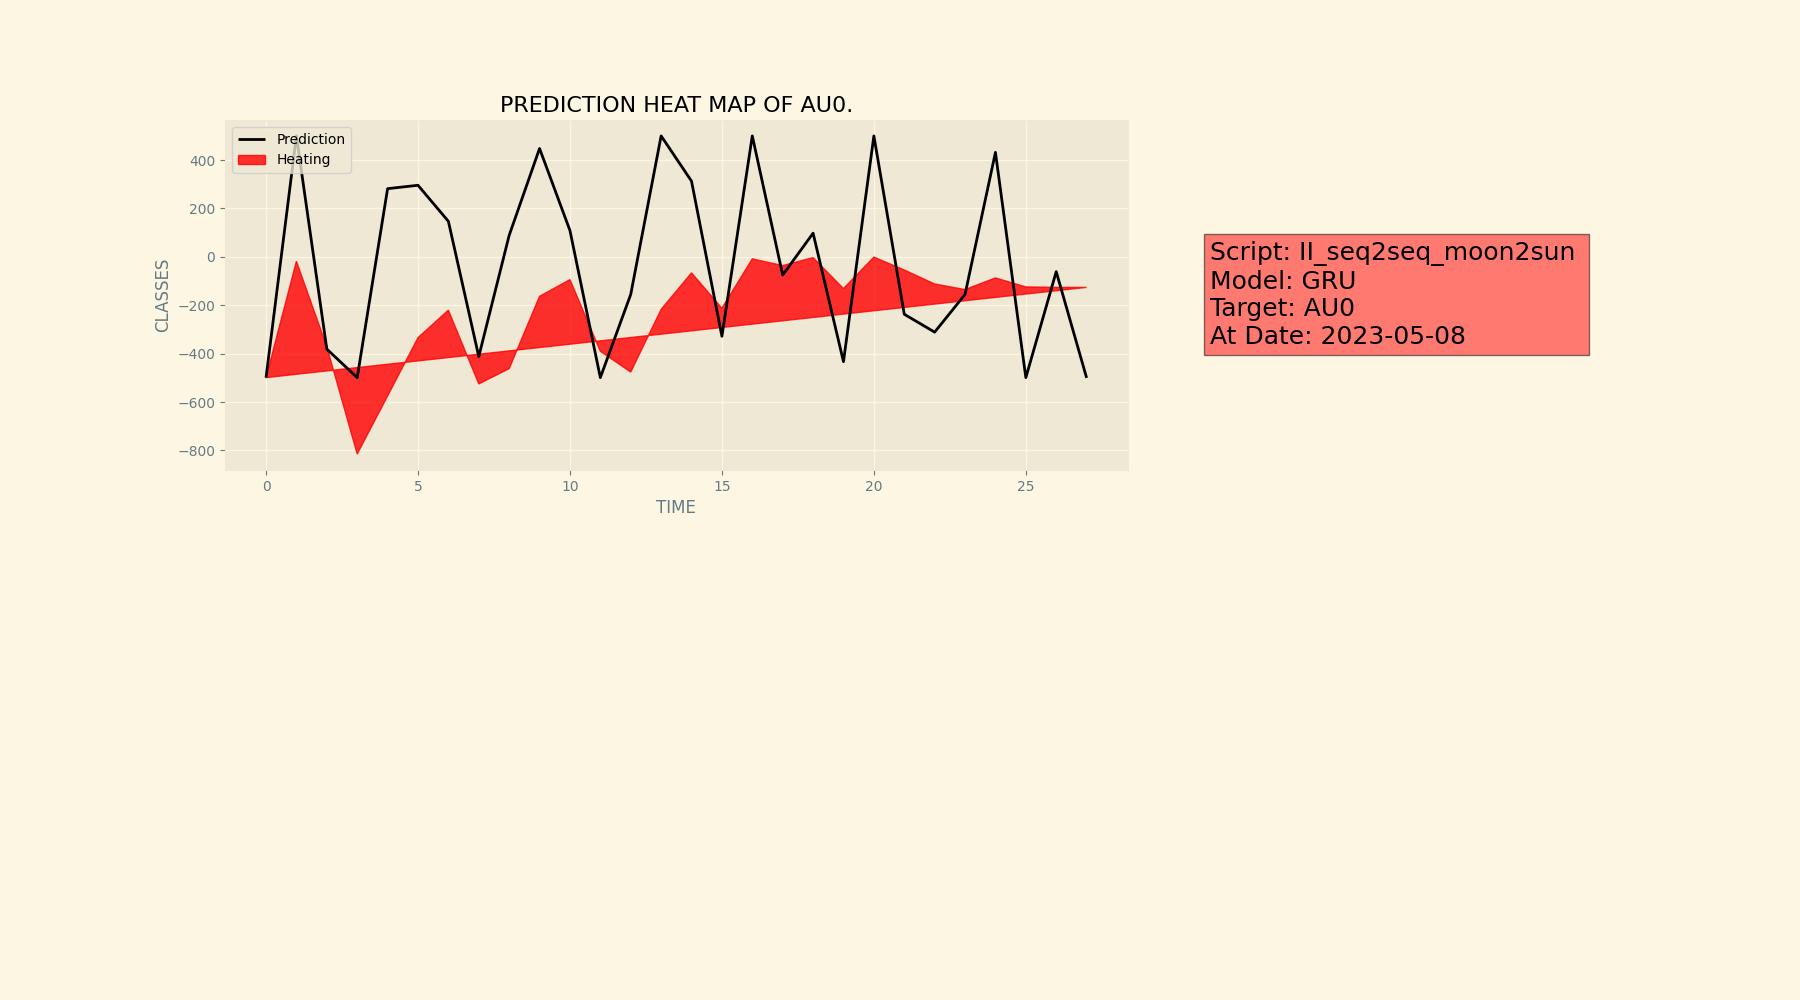 PREDICTION HEAT MAP OF AU0.
Prediction
Heating
400
200
0
−200
−400
−600
−800
CLASSES
0 5 10 15 20 25
TIME
Script: II_seq2seq_moon2sun
Model: GRU
Target: AU0
At Date: 2023-05-08